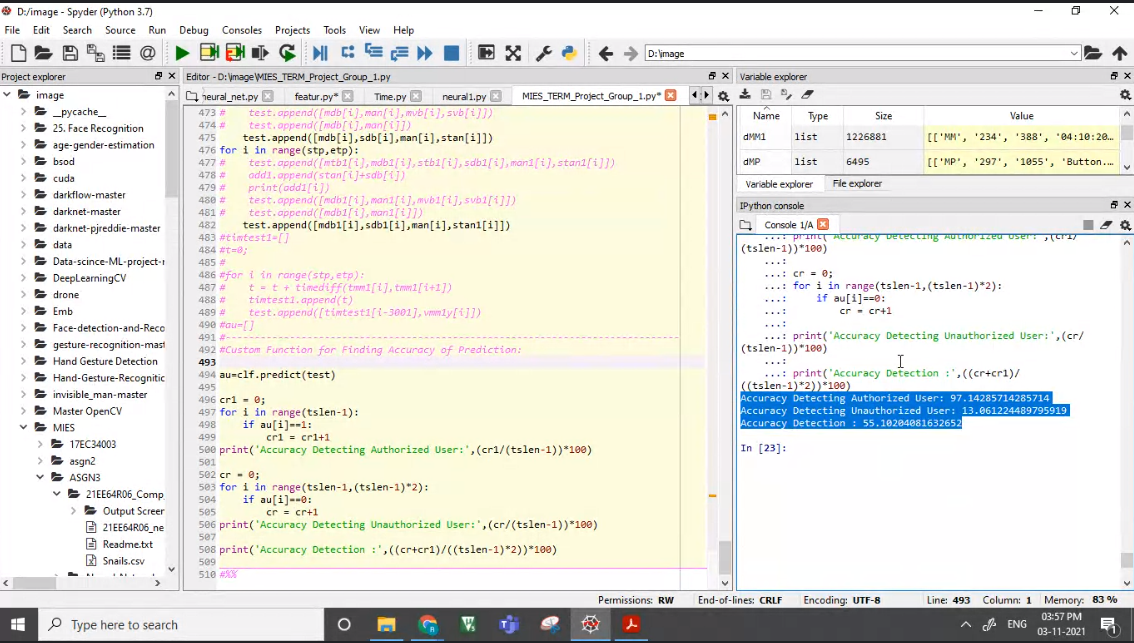 D:/image - Spyder (Python 3.7)
File Edit Search Source Run Debug Consoles Projects Tools View Help
D:\image
Project explorer
image
__pycache__
25. Face Recognition
age-gender-estimation
bsod
cuda
darkflow-master
darknet-master
darknet-pjreddie-master
data
Data-scince-ML-project-r
DeepLearningCV
drone
Emb
Face-detection-and-Reco
gesture-recognition-mast
Hand Gesture Detection
Hand-Gesture-Recognitio
invisible_man-master
Master OpenCV
MIES
17EC34003
asgn2
ASGN3
21EE64R06_Comp_
Output Screen
21EE64R06_ne
Readme.txt
Snails.csv
Editor - D:\image\MIES_TERM_Project_Group_1.py
neural_net.py featur.py* Time.py neural1.py MIES_TERM_Project_Group_1.py*
473 # test.append([mdb[i],man[i],mvb[i],svb[i]])
474 # test.append([mdb[i],man[i]])
475 test.append([mdb[i],sdb[i],man[i],stan[i]])
476 for i in range(stp,etp):
477 # test.append([mtb1[i],mdb1[i],stb1[i],sdb1[i],man1[i],stan1[i]])
478 # add1.append(stan[i]+sdb[i])
479 # print(add1[i])
480 # test.append([mdb1[i],man1[i],mvb1[i],svb1[i]])
481 # test.append([mdb1[i],man1[i]])
482 test.append([mdb1[i],sdb1[i],man[i],stan1[i]])
483 #timtest1=[]
484 #t=0;
485 #
486 #for i in range(stp,etp):
487 # t = t + timediff(tmm1[i],tmm1[i+1])
488 # timtest1.append(t)
489 # test.append([timtest1[i-3001],vmm1y[i]])
490 #au=[]
491 #----------------------------------------------------------------------
492 #Custom Function for Finding Accuracy of Prediction:
493
494 au=clf.predict(test)
495
496 cr1 = 0;
497 for i in range(tslen-1):
498 if au[i]==1:
499 cr1 = cr1+1
500 print('Accuracy Detecting Authorized User:',(cr1/(tslen-1))*100)
501
502 cr = 0;
503 for i in range(tslen-1,(tslen-1)*2):
504 if au[i]==0:
505 cr = cr+1
506 print('Accuracy Detecting Unauthorized User:',(cr/(tslen-1))*100)
507
508 print('Accuracy Detection :',((cr+cr1)/((tslen-1)*2))*100)
509
510 #%%
Variable explorer
Name Type Size Value
dMM1 list 1226881 [['MM', '234', '388', '04:10:20...
dMP list 6495 [['MP', '297', '1055', 'Button....
Variable explorer File explorer
IPython console
Console 1/A
...: print('Accuracy Detecting Authorized User:',(cr1/
(tslen-1))*100)
...:
...: cr = 0;
...: for i in range(tslen-1,(tslen-1)*2):
...: if au[i]==0:
...: cr = cr+1
...:
...: print('Accuracy Detecting Unauthorized User:',(cr/
(tslen-1))*100)
...:
...: print('Accuracy Detection :',((cr+cr1)/
((tslen-1)*2))*100)
Accuracy Detecting Authorized User: 97.14285714285714
Accuracy Detecting Unauthorized User: 13.061224489795919
Accuracy Detection : 55.10204081632652
In [23]:
Permissions: RW End-of-lines: CRLF Encoding: UTF-8 Line: 493 Column: 1 Memory: 83 %
Type here to search
ENG
03:57 PM
03-11-2021
1